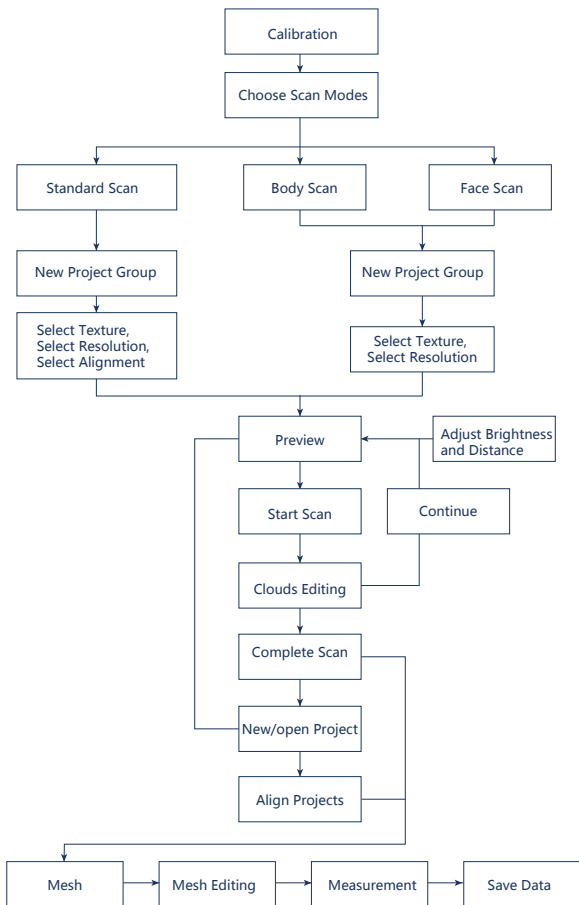 Calibration
Choose Scan Modes
Standard Scan
Body Scan
Face Scan
New Project Group
New Project Group
Select Texture,
Select Resolution,
Select Alignment
Select Texture,
Select Resolution
Preview
Adjust Brightness
and Distance
Start Scan
Continue
Clouds Editing
Complete Scan
New/open Project
Align Projects
Mesh
Mesh Editing
Measurement
Save Data